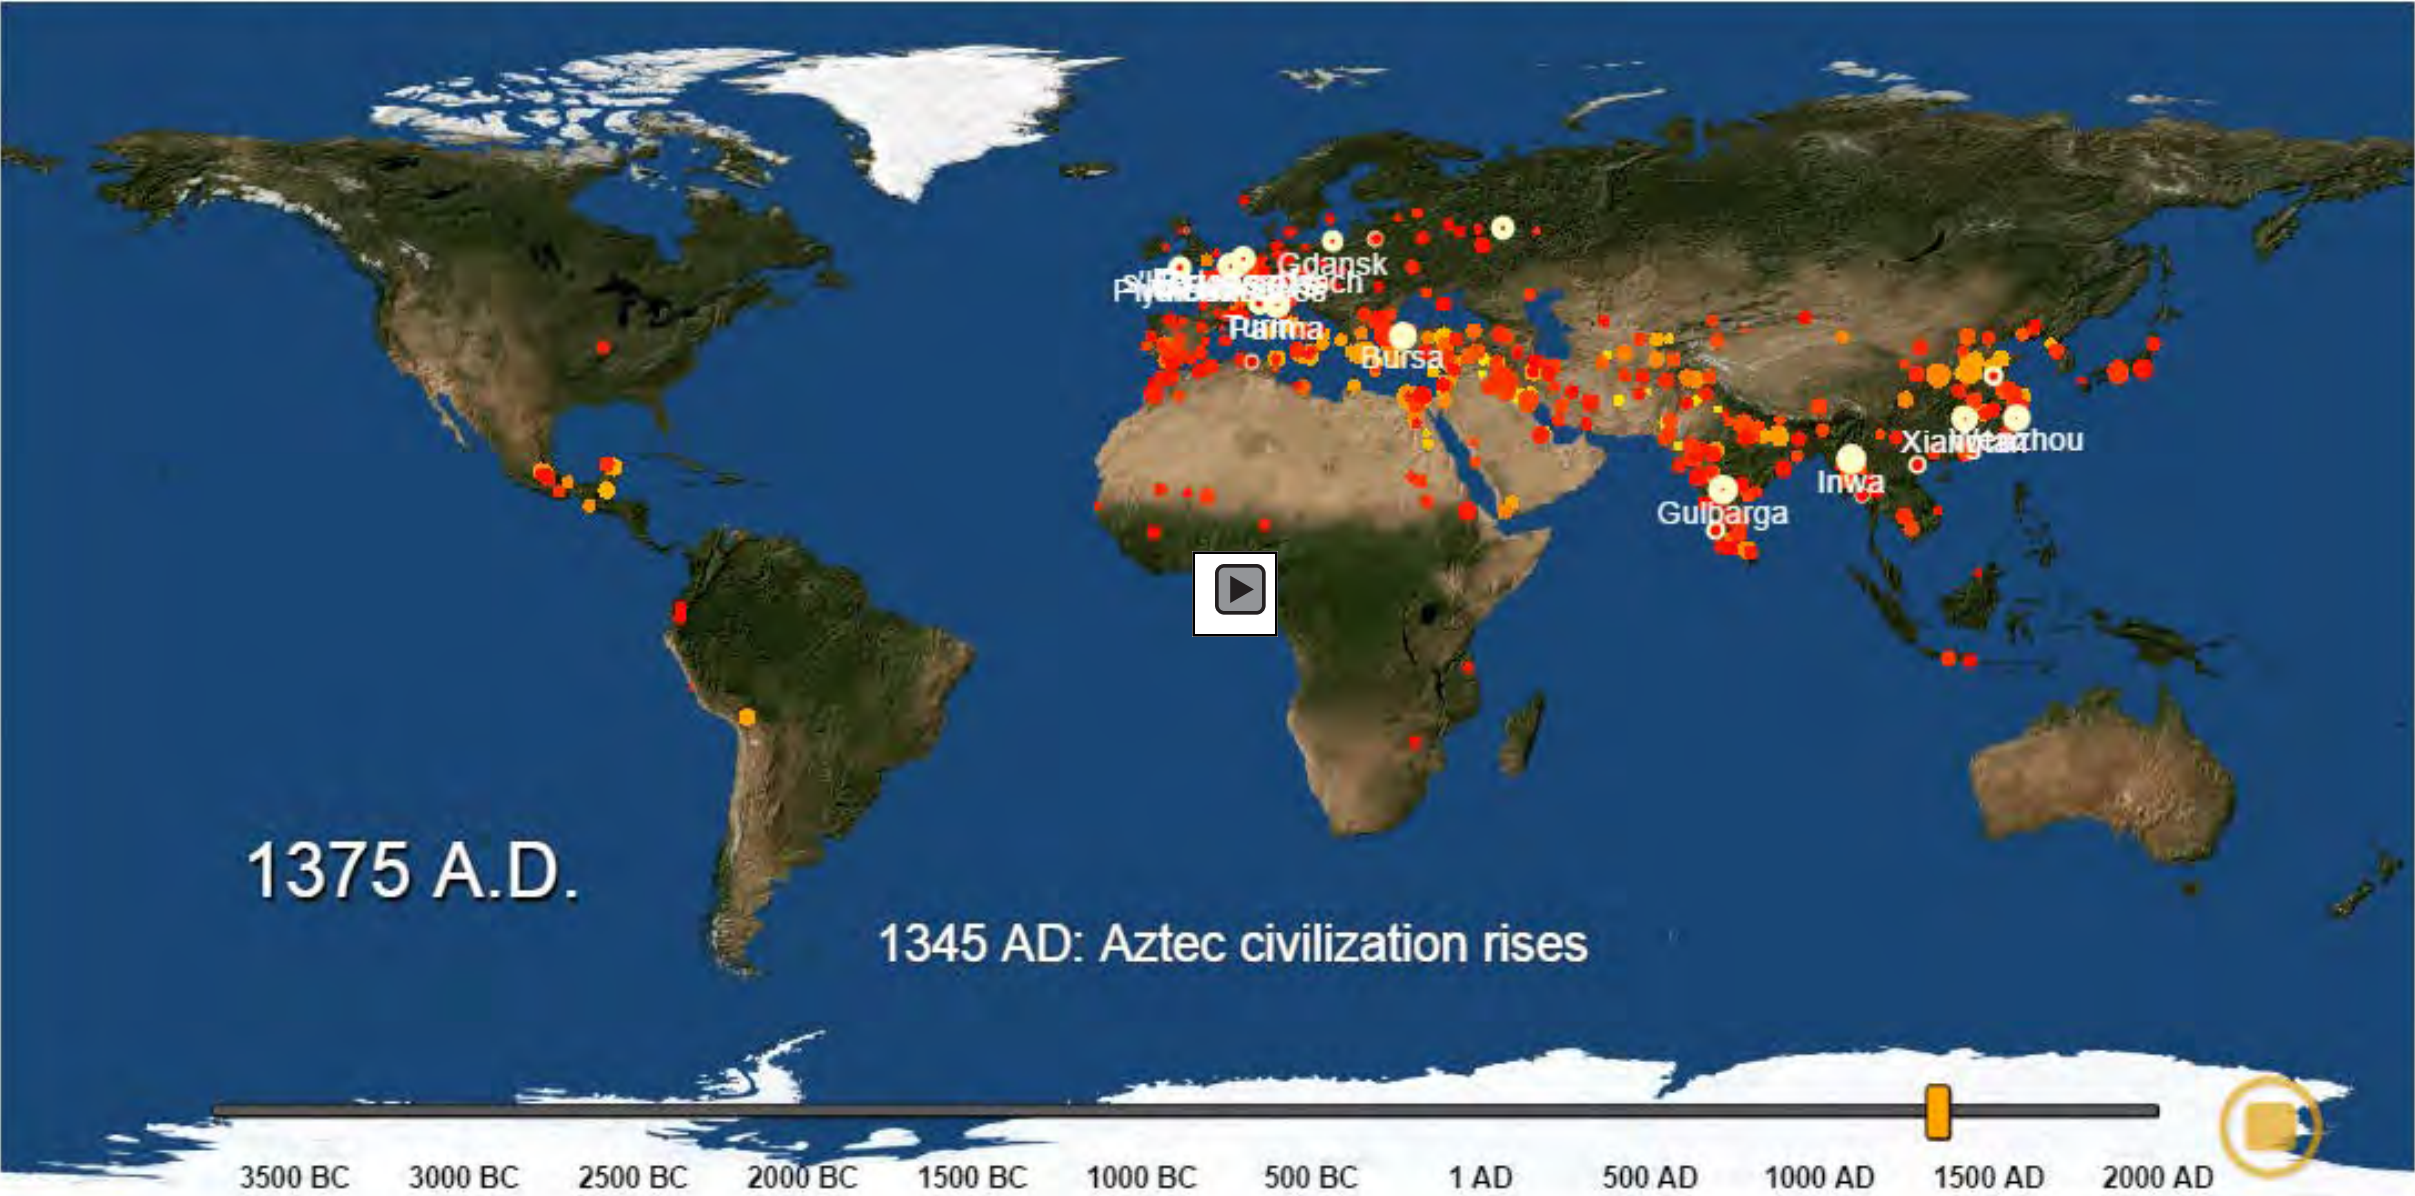 Gdansk
Parma
Bursa
Inwa
Gulbarga
1375 A.D.
1345 AD: Aztec civilization rises
3500 BC 3000 BC 2500 BC 2000 BC 1500 BC 1000 BC 500 BC 1 AD 500 AD 1000 AD 1500 AD 2000 AD